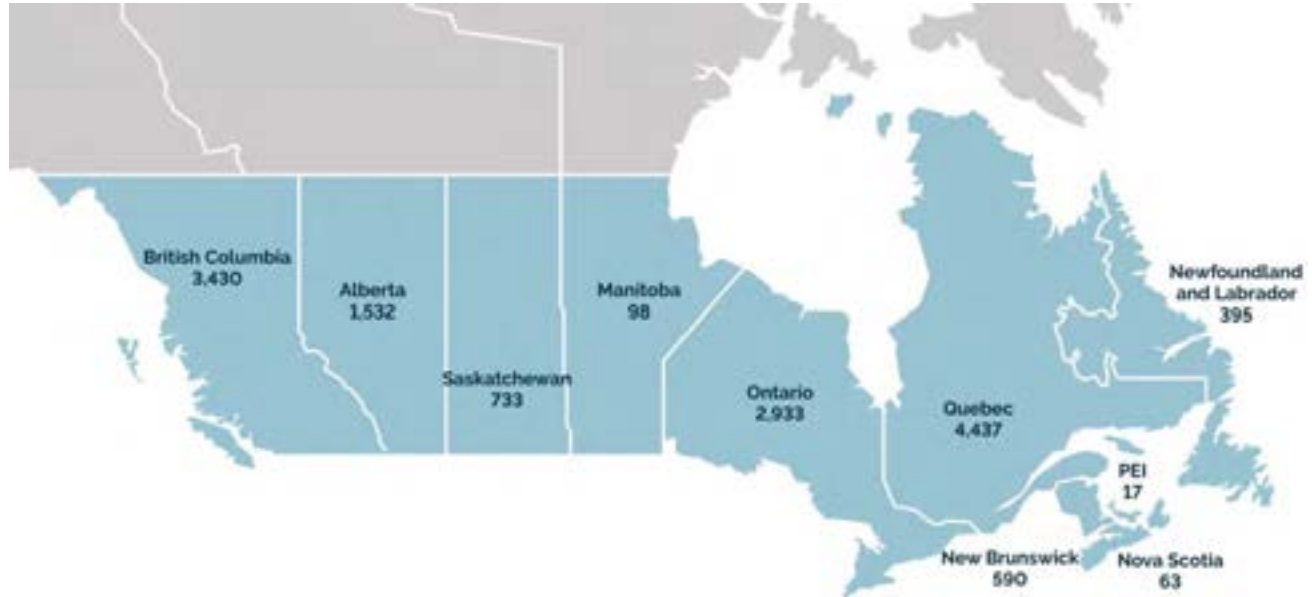 British Columbia
3,430
Alberta
1,532
Saskatchewan
733
Manitoba
98
Ontario
2,933
Quebec
4,437
Newfoundland
and Labrador
395
PEI
17
New Brunswick
590
Nova Scotia
63